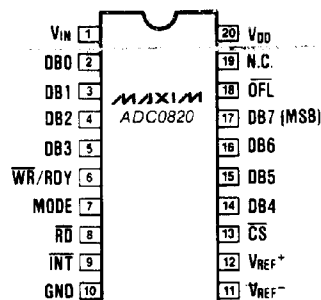 VIN 1 20 VDD
DB0 2 19 N.C.
DB1 3 18 OFL
DB2 4 17 DB7 (MSB)
DB3 5 16 DB6
WR/RDY 6 15 DB5
MODE 7 14 DB4
RD 8 13 CS
INT 9 12 VREF+
GND 10 11 VREF-
MAXIM
ADC0820